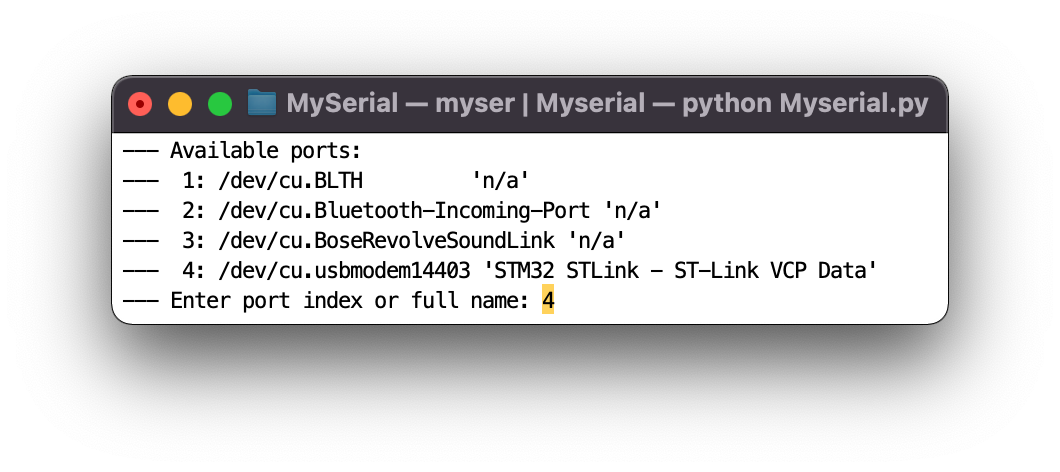 MySerial — myser | Myserial — python Myserial.py
--- Available ports:
---  1: /dev/cu.BLTH         'n/a'
---  2: /dev/cu.Bluetooth-Incoming-Port 'n/a'
---  3: /dev/cu.BoseRevolveSoundLink 'n/a'
---  4: /dev/cu.usbmodem14403 'STM32 STLink - ST-Link VCP Data'
--- Enter port index or full name: 4